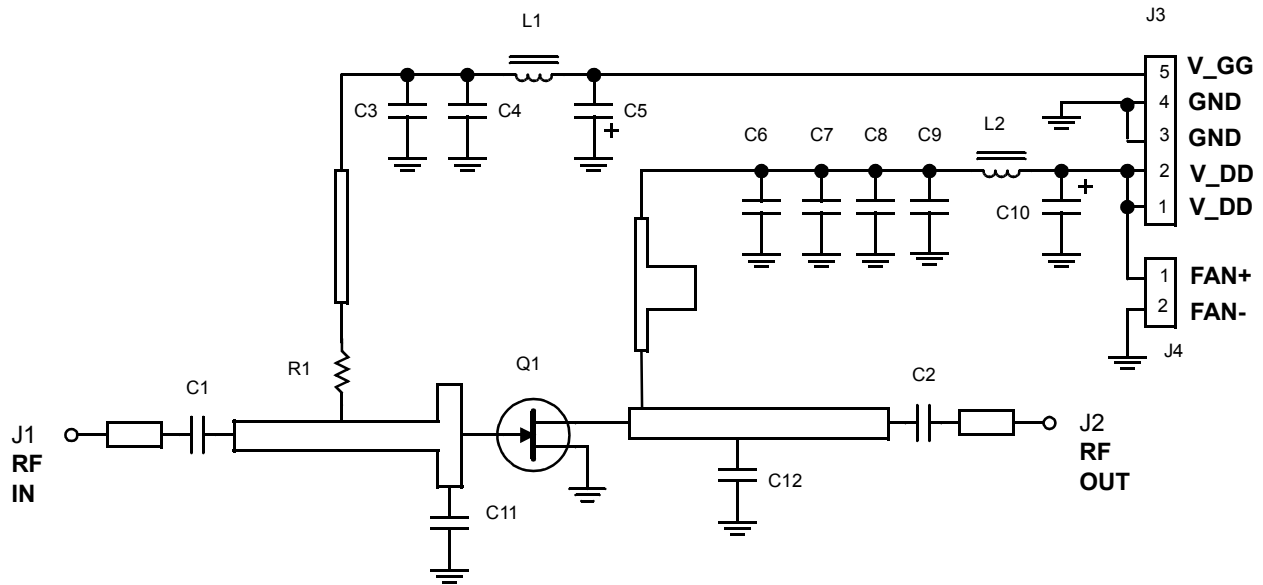 J3
L1
5 V_GG
C3
C4
C5
+
4 GND
3 GND
C6
C7
C8
C9
L2
2 V_DD
+
C10
1 V_DD
1 FAN+
2 FAN-
J4
R1
Q1
C1
C2
J1
RF
IN
J2
RF
OUT
C11
C12